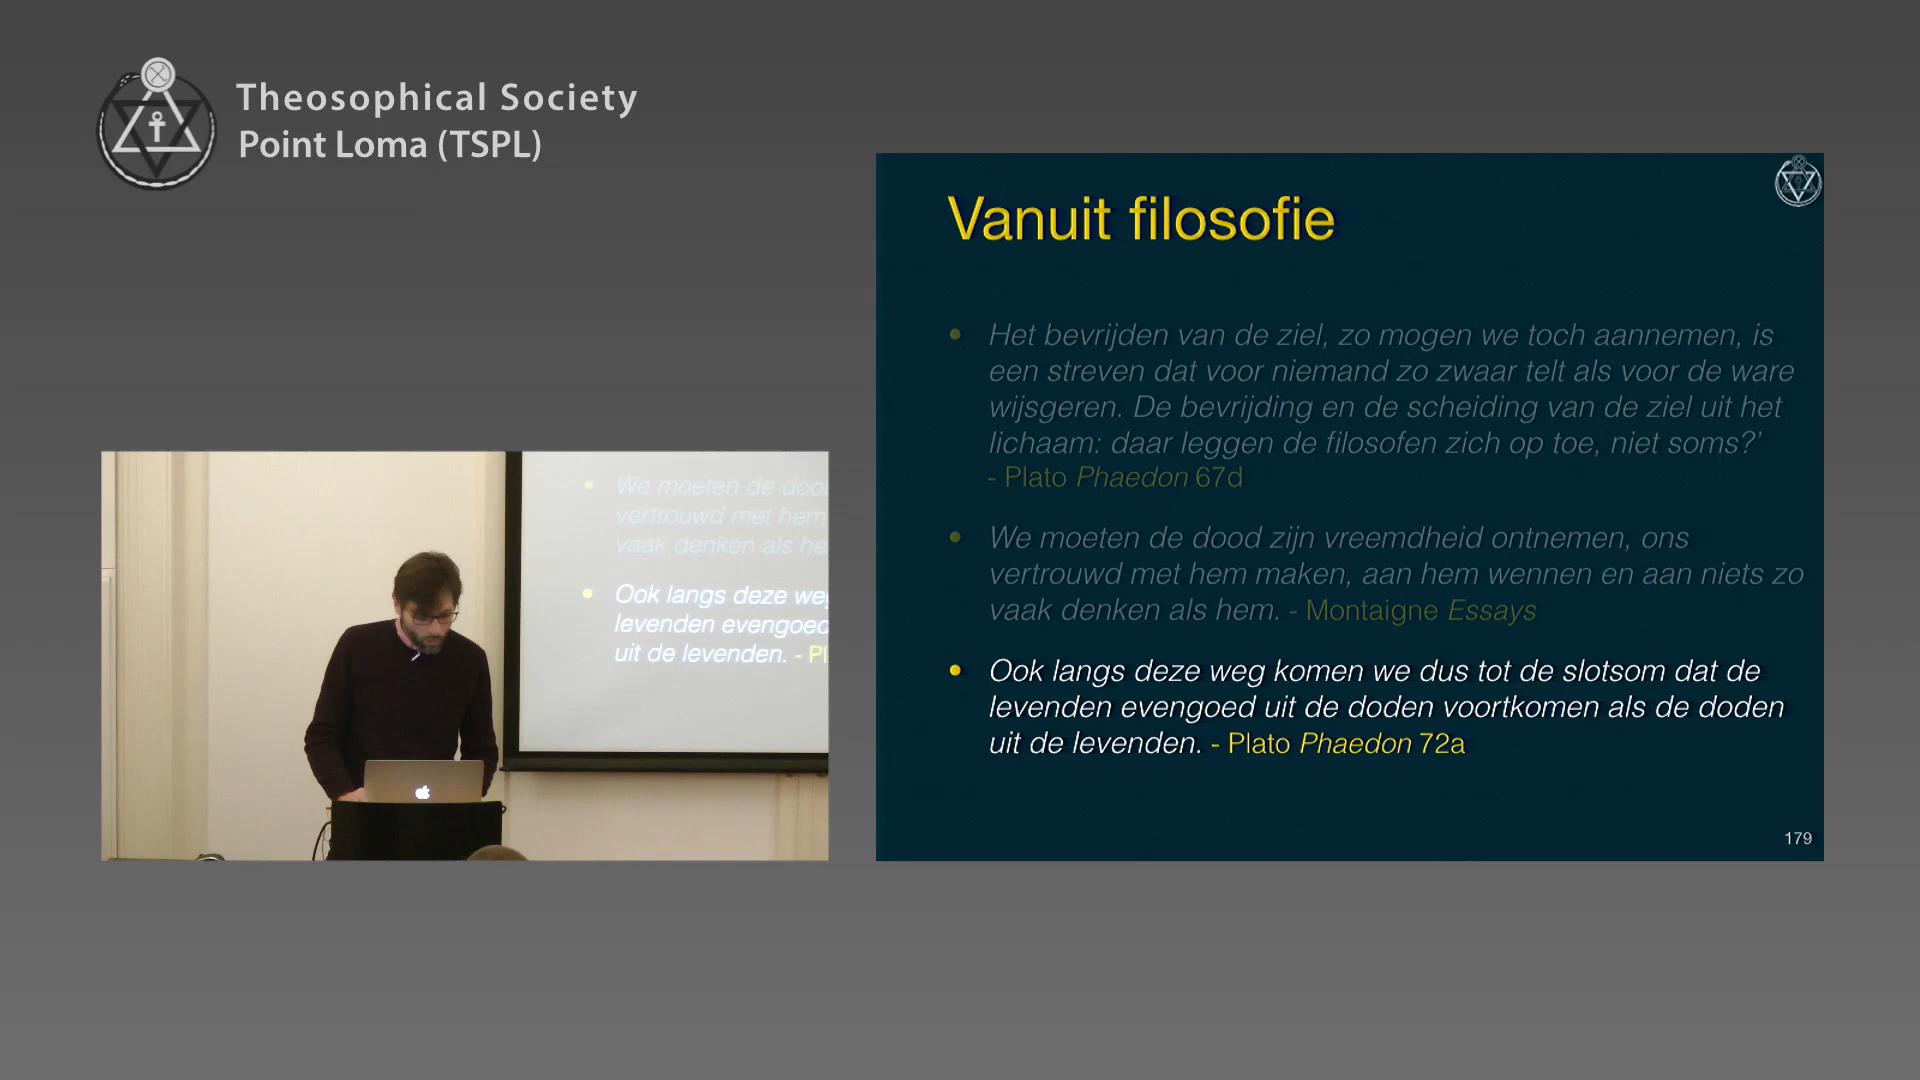 Theosophical Society
Point Loma (TSPL)
Vanuit filosofie
• Het bevrijden van de ziel, zo mogen we toch aannemen, is
een streven dat voor niemand zo zwaar telt als voor de ware
wijsgeren. De bevrijding en de scheiding van de ziel uit het
lichaam: daar leggen de filosofen zich op toe, niet soms?’
- Plato Phaedon 67d
• We moeten de dood zijn vreemdheid ontnemen, ons
vertrouwd met hem maken, aan hem wennen en aan niets zo
vaak denken als hem. - Montaigne Essays
• Ook langs deze weg komen we dus tot de slotsom dat de
levenden evengoed uit de doden voortkomen als de doden
uit de levenden. - Plato Phaedon 72a
179
• We moeten de dood
vertrouwd met hem
vaak denken als he
• Ook langs deze weg
levenden evengoed
uit de levenden. - Pl